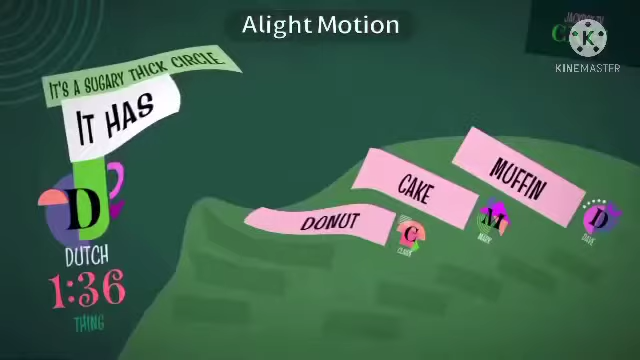 Alight Motion
KINEMASTER
IT'S A SUGARY THICK CIRCLE
IT HAS
D
DUTCH
1:36
THING
DONUT
C
CAKE
M
MUFFIN
D